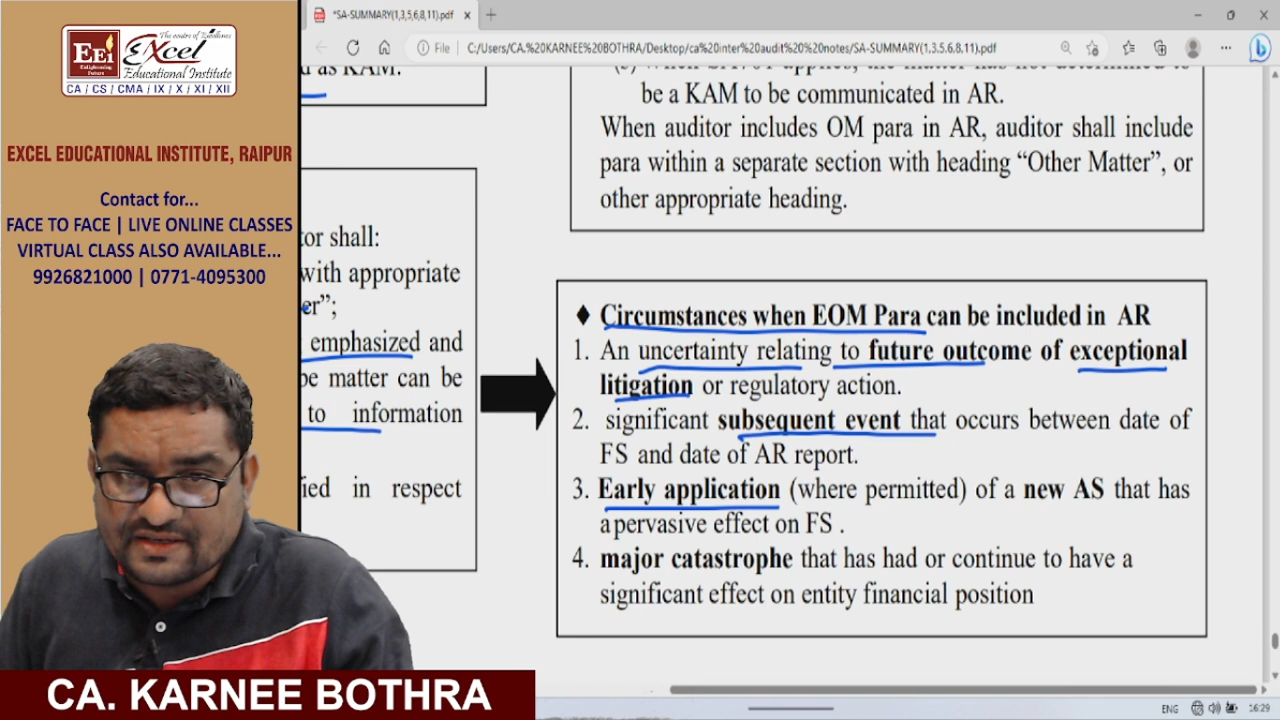 *SA-SUMMARY(1,3,5,6,8,11).pdf
File
C:/Users/CA.%20KARNEE%20BOTHRA/Desktop/ca%20inter%20audit%20%20notes/SA-SUMMARY(1,3.5.6,8,11).pdf
The centre of Excellence
EEi
Enlightening Future
Excel
Educational Institute
CA / CS / CMA / IX / X / XI / XII
EXCEL EDUCATIONAL INSTITUTE, RAIPUR
Contact for...
FACE TO FACE | LIVE ONLINE CLASSES
VIRTUAL CLASS ALSO AVAILABLE...
9926821000 | 0771-4095300
as KAM.
be a KAM to be communicated in AR.
When auditor includes OM para in AR, auditor shall include
para within a separate section with heading “Other Matter”, or
other appropriate heading.
tor shall:
with appropriate
er”;
emphasized and
be matter can be
to information
ied in respect
♦ Circumstances when EOM Para can be included in AR
1. An uncertainty relating to future outcome of exceptional
litigation or regulatory action.
2. significant subsequent event that occurs between date of
FS and date of AR report.
3. Early application (where permitted) of a new AS that has
a pervasive effect on FS .
4. major catastrophe that has had or continue to have a
significant effect on entity financial position
CA. KARNEE BOTHRA
ENG
16:29